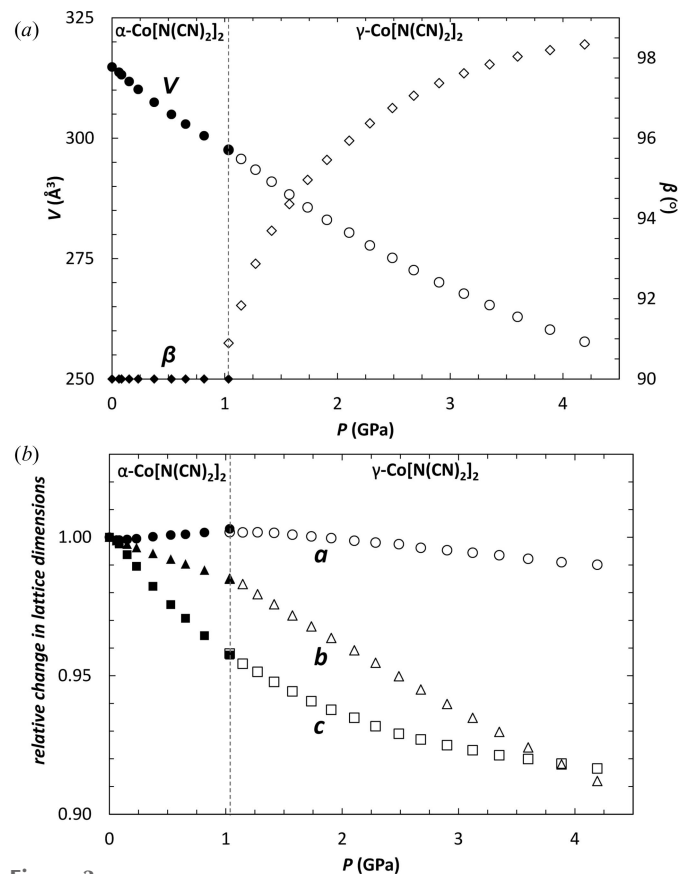 (a)
α-Co[N(CN)₂]₂ γ-Co[N(CN)₂]₂
325 98
V
300 96
V (Å³) β (°)
94
275 92
β
250 90
0 1 2 3 4
P (GPa)
(b)
α-Co[N(CN)₂]₂ γ-Co[N(CN)₂]₂
relative change in lattice dimensions
1.00
a
b
0.95
c
0.90
0 1 2 3 4
P (GPa)